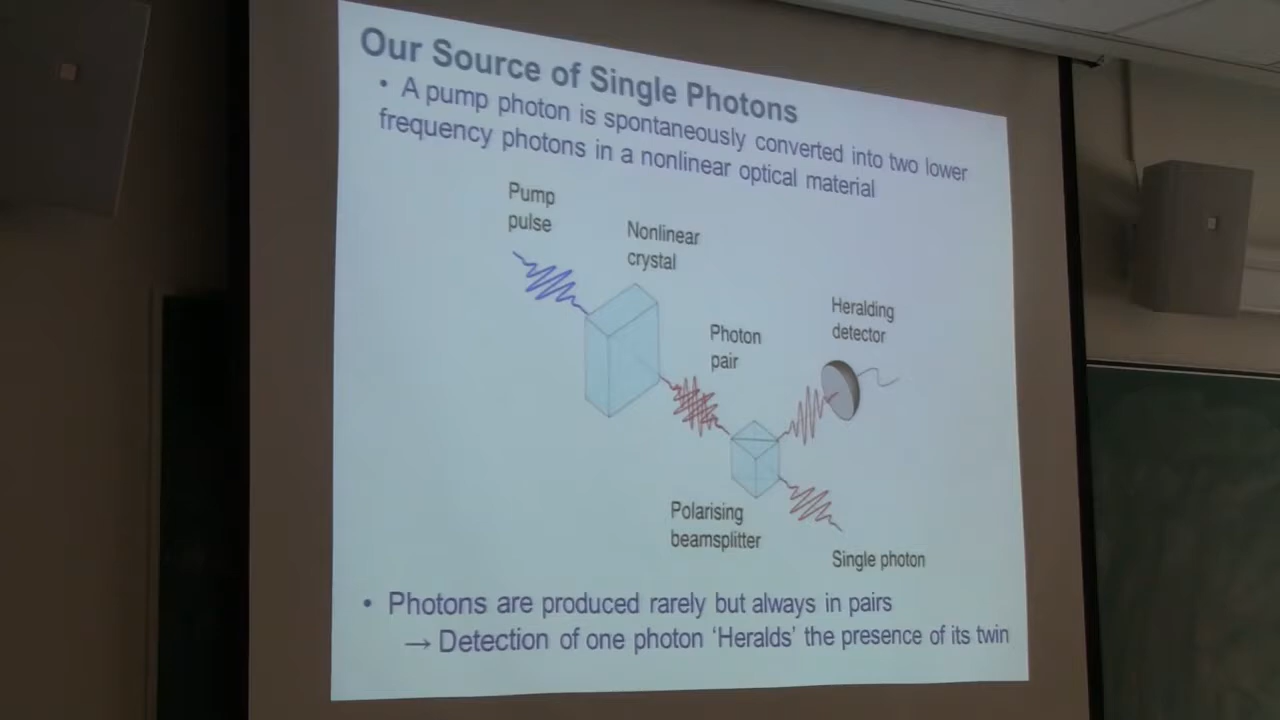 Our Source of Single Photons
• A pump photon is spontaneously converted into two lower
frequency photons in a nonlinear optical material
Pump
pulse
Nonlinear
crystal
Photon
pair
Heralding
detector
Polarising
beamsplitter
Single photon
• Photons are produced rarely but always in pairs
→ Detection of one photon ‘Heralds’ the presence of its twin